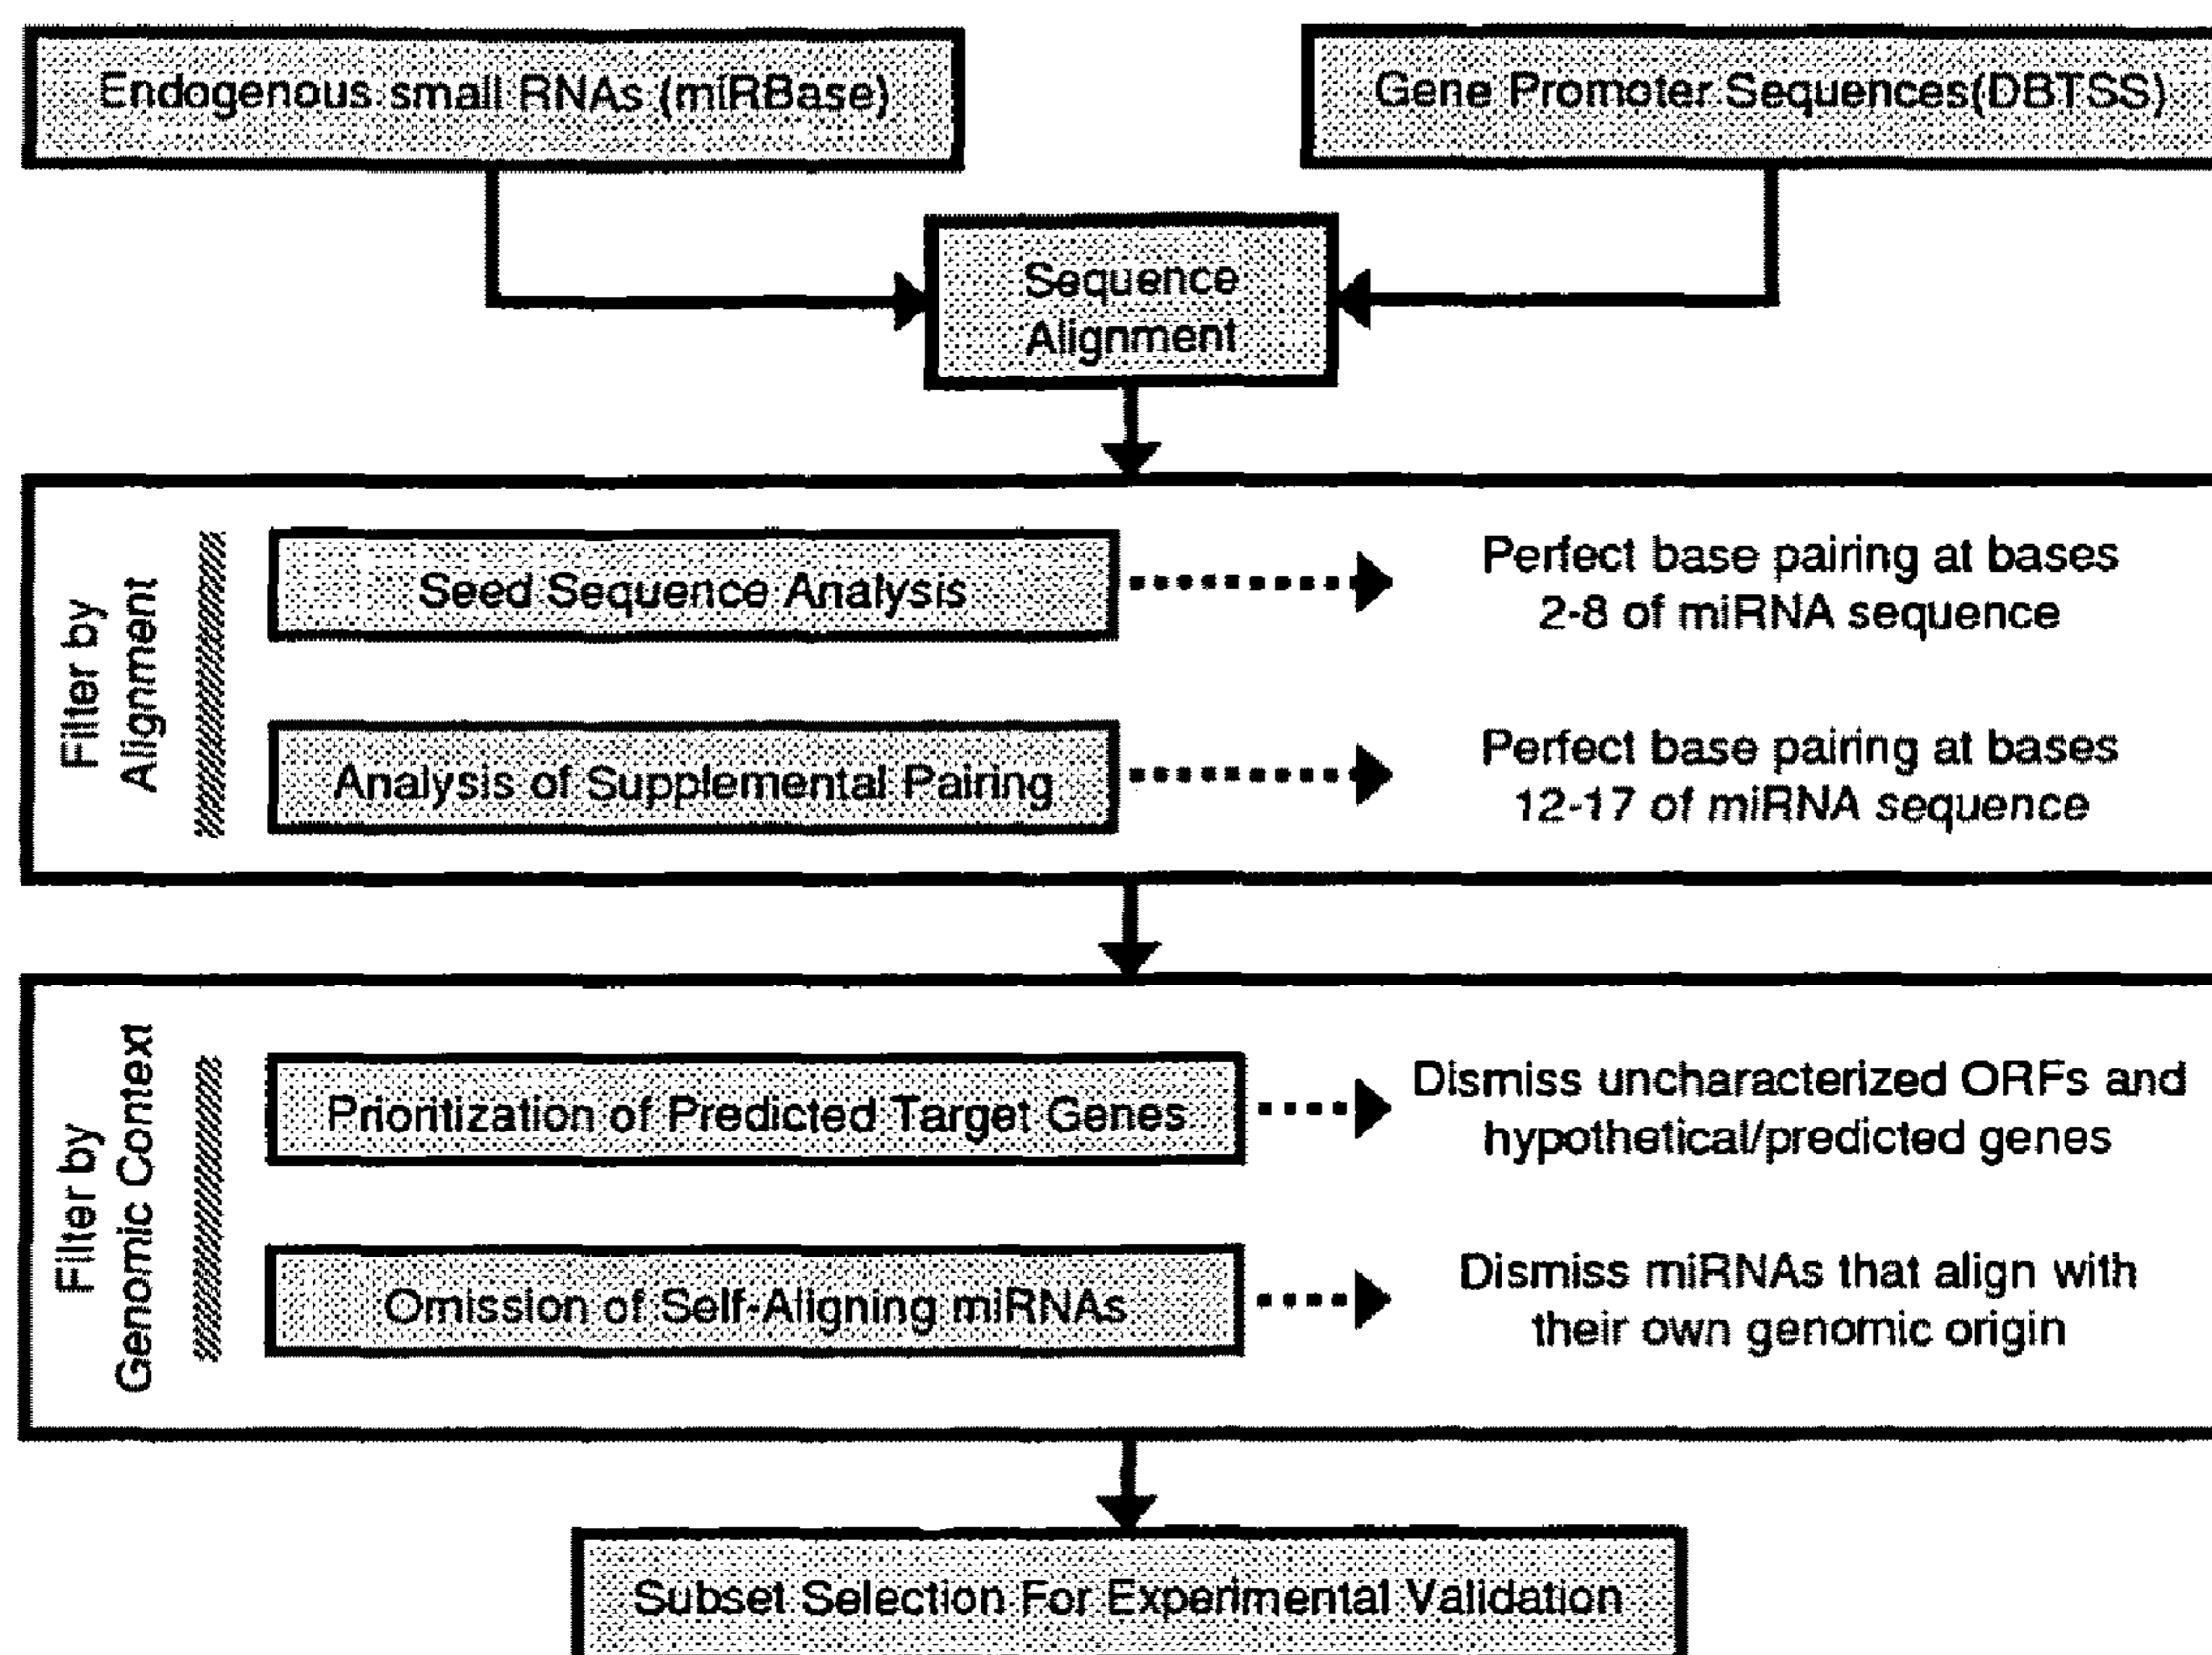 Endogenous small RNAs (miRBase)
Gene Promoter Sequences(DBTSS)
Sequence
Alignment
Filter by
Alignment
Seed Sequence Analysis
Perfect base pairing at bases
2-8 of miRNA sequence
Analysis of Supplemental Pairing
Perfect base pairing at bases
12-17 of miRNA sequence
Filter by
Genomic Context
Prioritization of Predicted Target Genes
Dismiss uncharacterized ORFs and
hypothetical/predicted genes
Omission of Self-Aligning miRNAs
Dismiss miRNAs that align with
their own genomic origin
Subset Selection For Experimental Validation